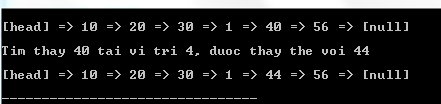 [head] => 10 => 20 => 30 => 1 => 40 => 56 => [null]
Tim thay 40 tai vi tri 4, duoc thay the voi 44
[head] => 10 => 20 => 30 => 1 => 44 => 56 => [null]
--------------------------------